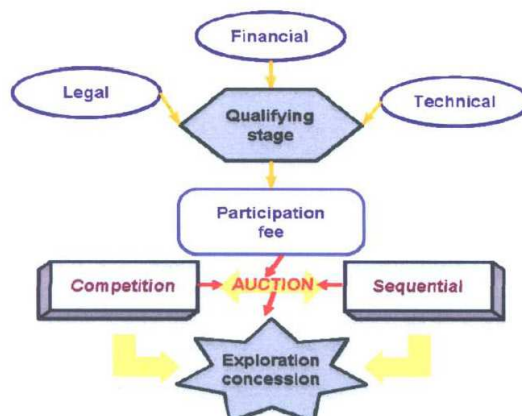 Financial
Legal
Technical
Qualifying
stage
Participation
fee
Competition
AUCTION
Sequential
Exploration
concession